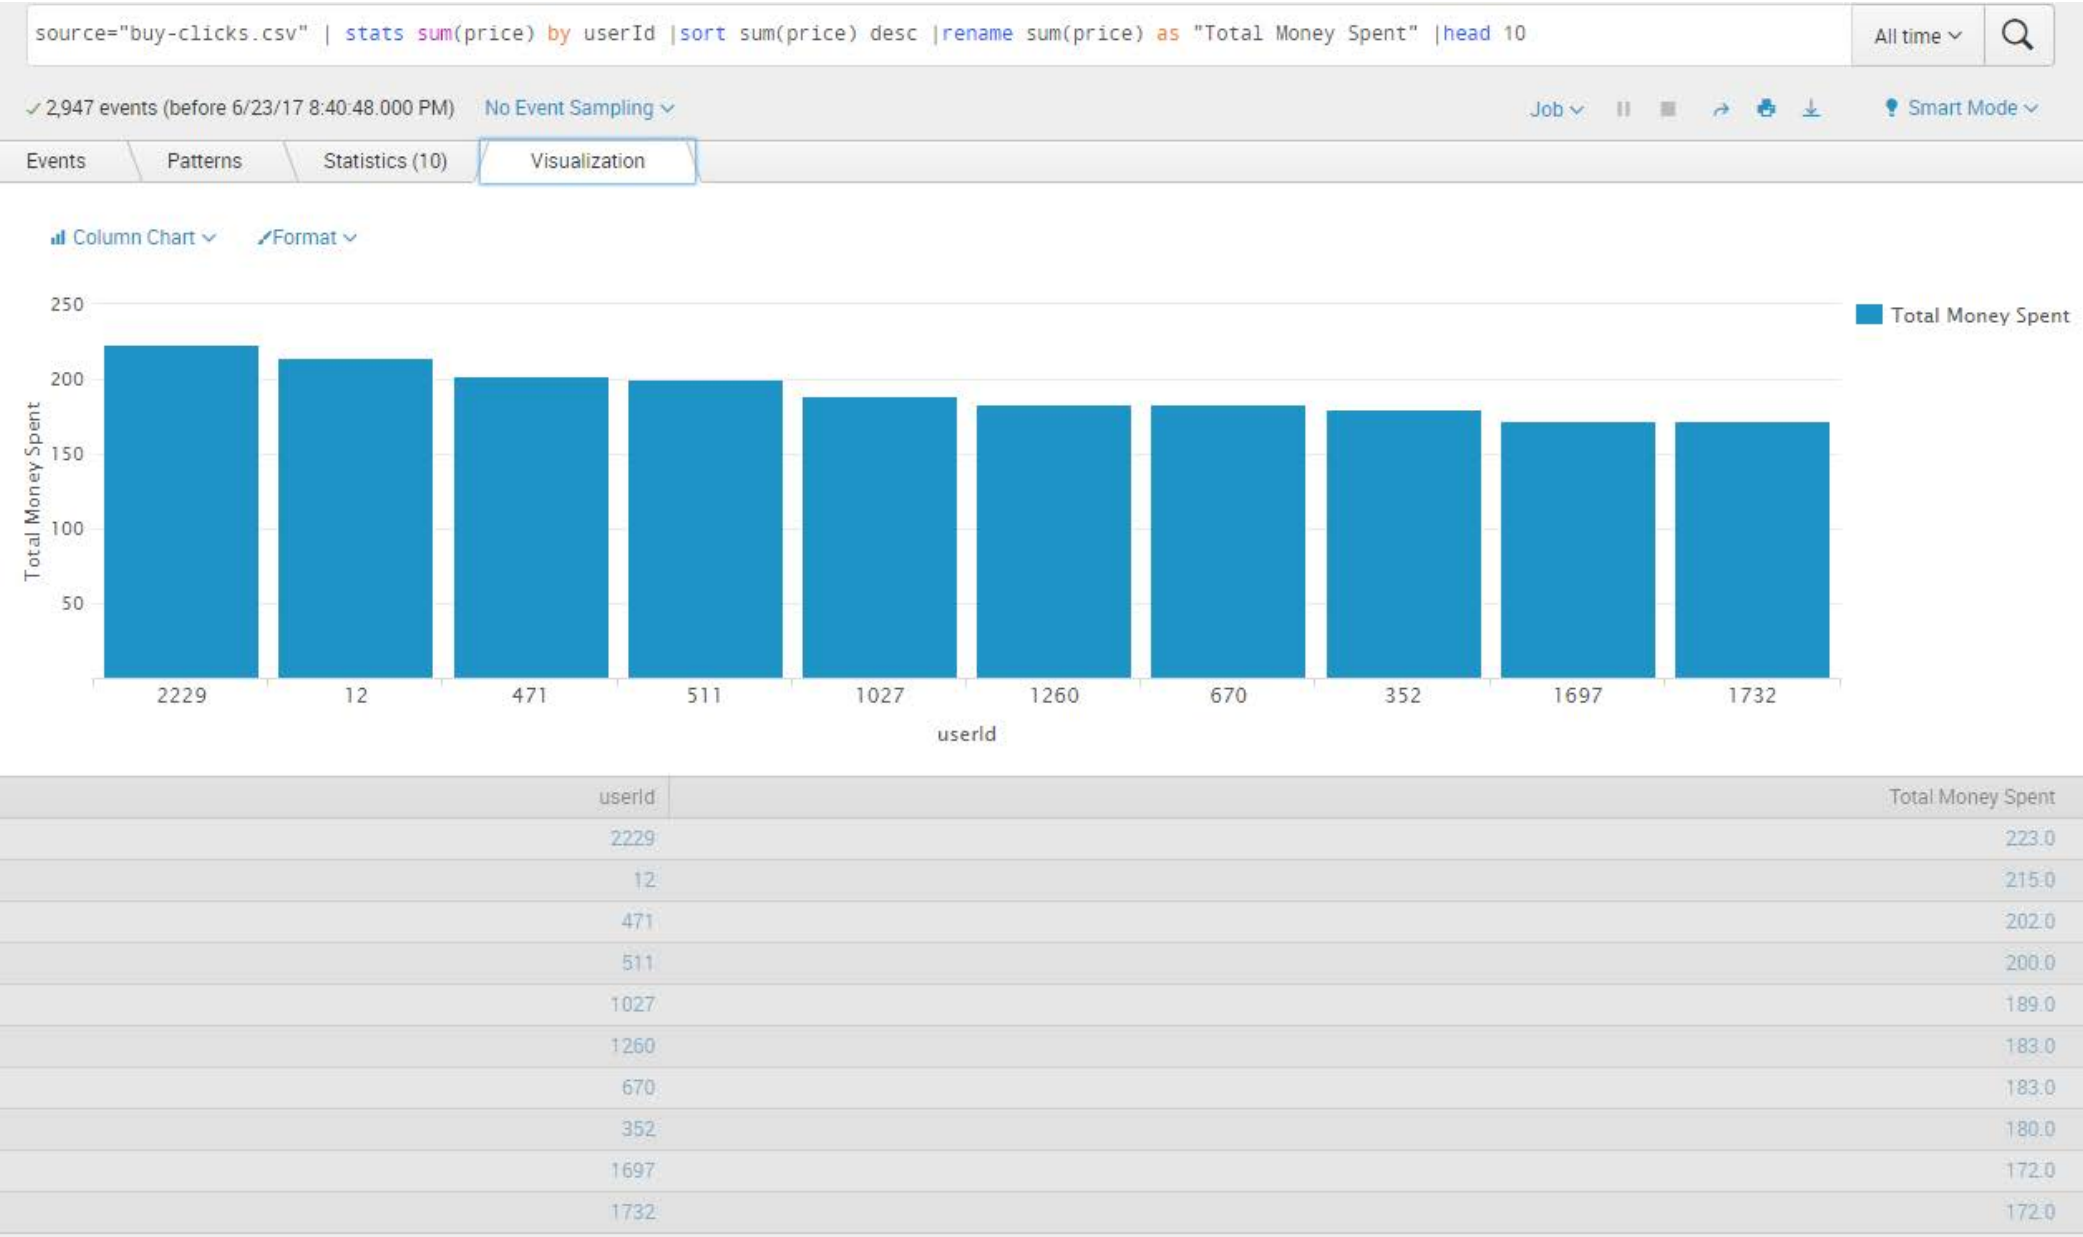 source="buy-clicks.csv" | stats sum(price) by userId |sort sum(price) desc |rename sum(price) as "Total Money Spent" |head 10
All time
2,947 events (before 6/23/17 8:40:48.000 PM) No Event Sampling
Job Smart Mode
Events Patterns Statistics (10) Visualization
Column Chart Format
Total Money Spent
250
200
150
100
50
Total Money Spent
2229 12 471 511 1027 1260 670 352 1697 1732
userId
userId Total Money Spent
2229 223.0
12 215.0
471 202.0
511 200.0
1027 189.0
1260 183.0
670 183.0
352 180.0
1697 172.0
1732 172.0